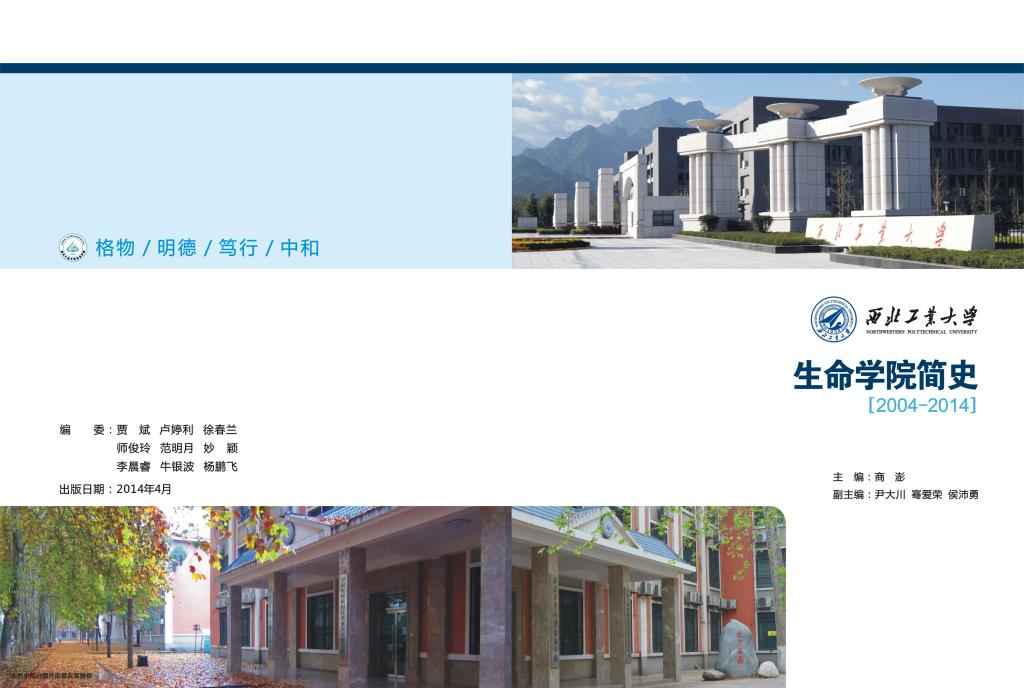 格物 / 明德 / 笃行 / 中和
西北工业大学
西北工业大学
NORTHWESTERN POLYTECHNICAL UNIVERSITY
生命学院简史
[2004-2014]
编 委：贾 斌 卢婷利 徐春兰
师俊玲 范明月 妙 颖
李晨睿 牛银波 杨鹏飞
出版日期：2014年4月
主 编：商 澎
副主编：尹大川 骞爱荣 侯沛勇